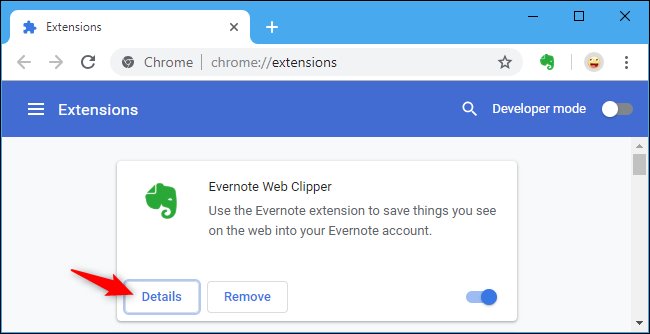 Extensions
Chrome | chrome://extensions
Extensions
Developer mode
Evernote Web Clipper
Use the Evernote extension to save things you see
on the web into your Evernote account.
Details
Remove